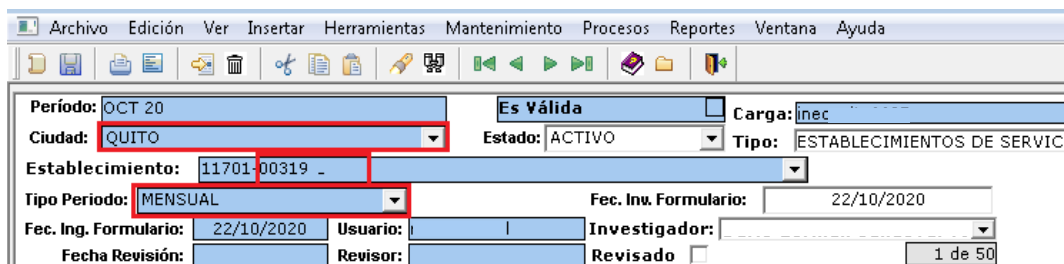 Archivo Edición Ver Insertar Herramientas Mantenimiento Procesos Reportes Ventana Ayuda
Período: OCT 20 Es Válida Carga: inec
Ciudad: QUITO Estado: ACTIVO Tipo: ESTABLECIMIENTOS DE SERVIC
Establecimiento: 11701-00319 _
Tipo Periodo: MENSUAL Fec. Inv. Formulario: 22/10/2020
Fec. Ing. Formulario: 22/10/2020 Usuario: Investigador:
Fecha Revisión: Revisor: Revisado 1 de 50